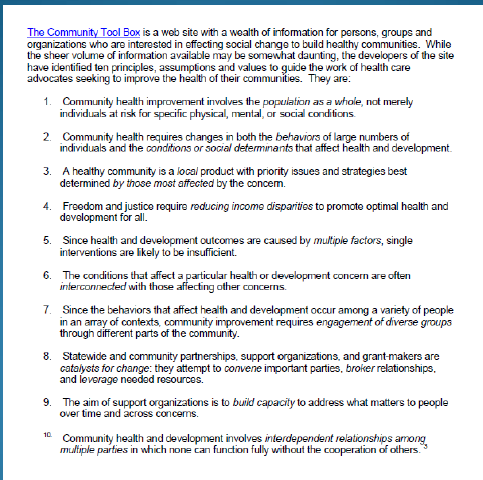 The Community Tool Box is a web site with a wealth of information for persons, groups and
organizations who are interested in effecting social change to build healthy communities. While
the sheer volume of information available may be somewhat daunting, the developers of the site
have identified ten principles, assumptions and values to guide the work of health care
advocates seeking to improve the health of their communities. They are:
1. Community health improvement involves the population as a whole, not merely
individuals at risk for specific physical, mental, or social conditions.
2. Community health requires changes in both the behaviors of large numbers of
individuals and the conditions or social determinants that affect health and development.
3. A healthy community is a local product with priority issues and strategies best
determined by those most affected by the concern.
4. Freedom and justice require reducing income disparities to promote optimal health and
development for all.
5. Since health and development outcomes are caused by multiple factors, single
interventions are likely to be insufficient.
6. The conditions that affect a particular health or development concern are often
interconnected with those affecting other concerns.
7. Since the behaviors that affect health and development occur among a variety of people
in an array of contexts, community improvement requires engagement of diverse groups
through different parts of the community.
8. Statewide and community partnerships, support organizations, and grant-makers are
catalysts for change: they attempt to convene important parties, broker relationships,
and leverage needed resources.
9. The aim of support organizations is to build capacity to address what matters to people
over time and across concerns.
10. Community health and development involves interdependent relationships among
multiple parties in which none can function fully without the cooperation of others."3